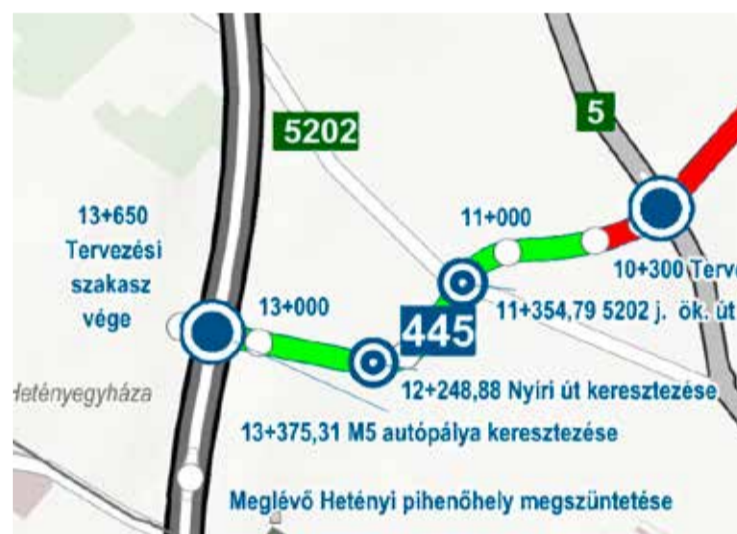 5202
5
13+650
Tervezési
szakasz
vége
11+000
10+300 Terve
13+000
11+354,79 5202 j. ök. út
445
12+248,88 Nyíri út keresztezése
Hetényegyháza
13+375,31 M5 autópálya keresztezése
Meglévő Hetényi pihenőhely megszüntetése